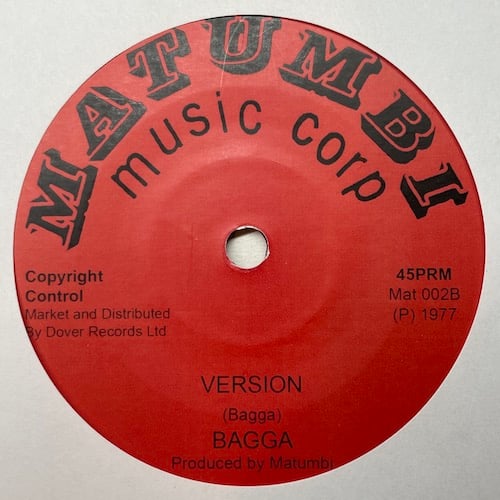 MATUMBI
music corp
Copyright
Control
Market and Distributed
By Dover Records Ltd
45PRM
Mat 002B
(P) 1977
VERSION
(Bagga)
BAGGA
Produced by Matumbi